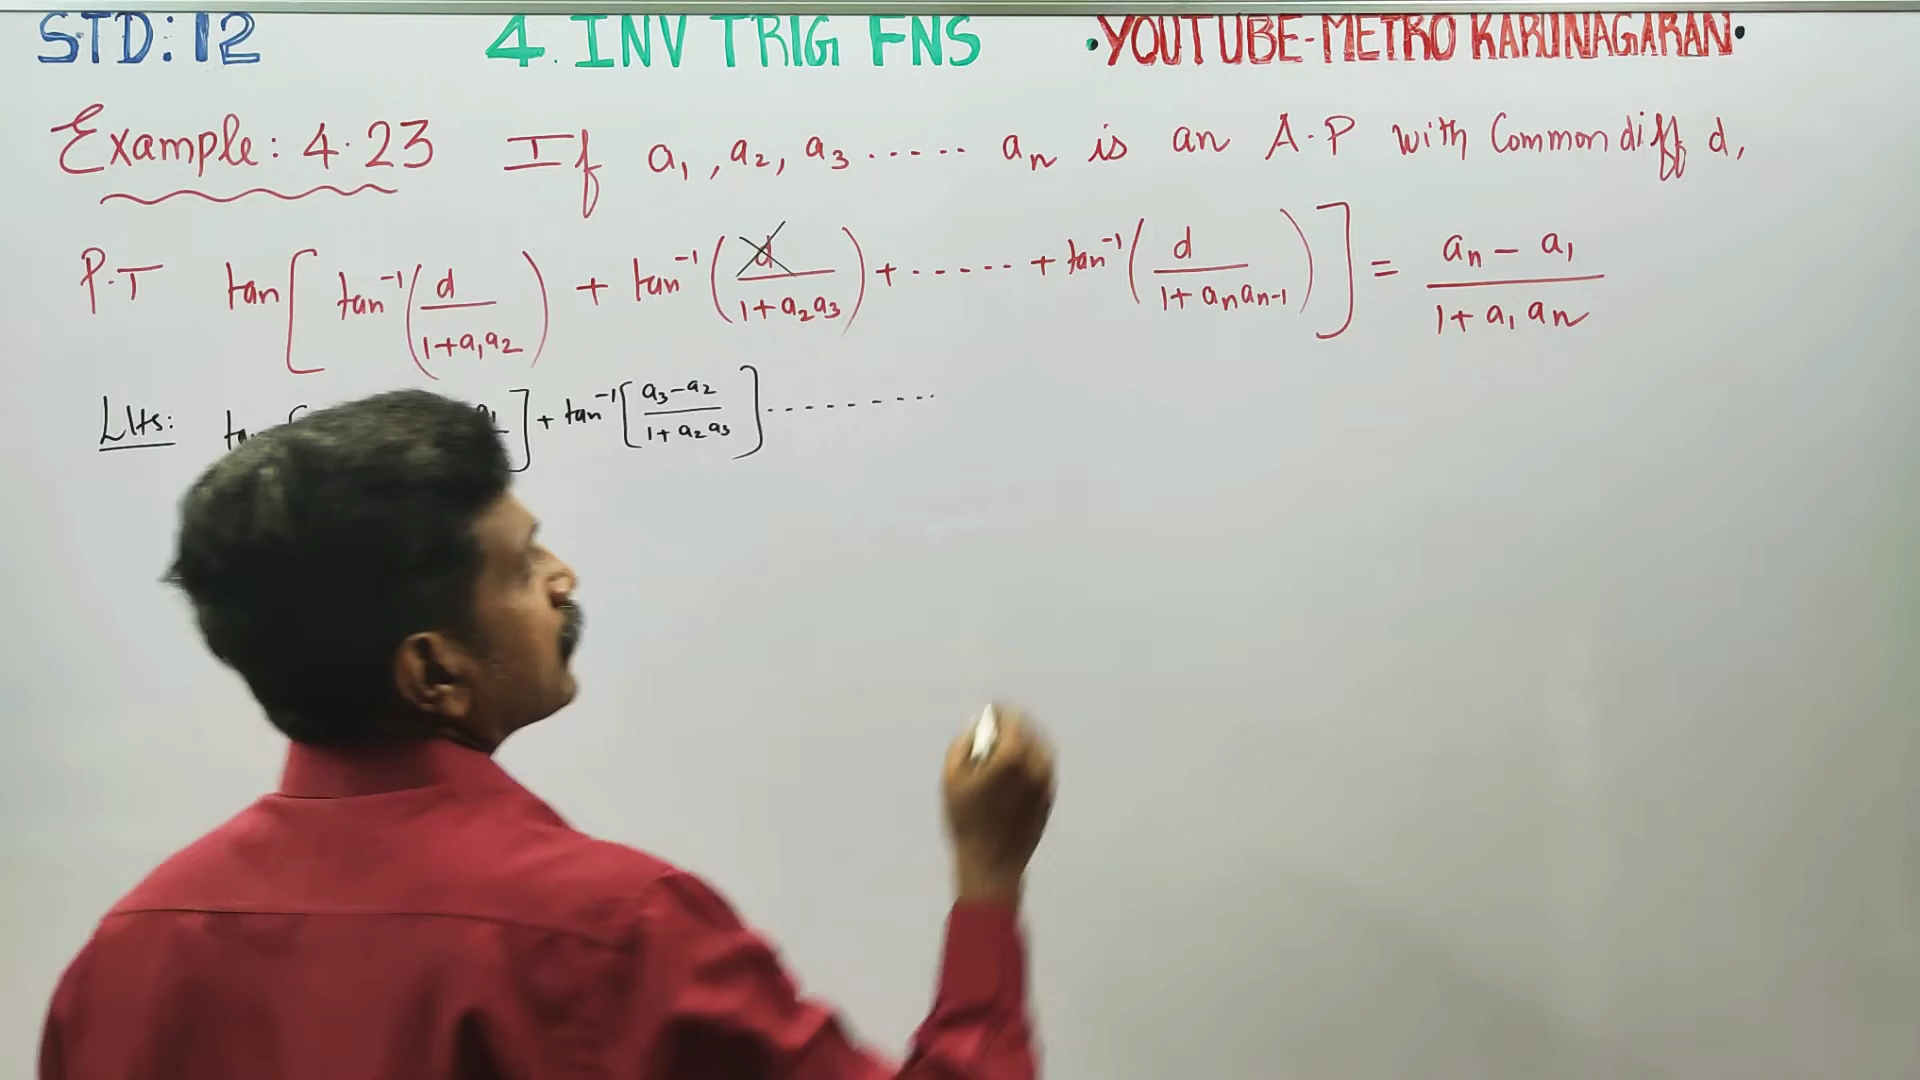 STD:12 4. INV TRIG FNS •YOUTUBE-METRO KARUNAGARAN•
Example: 4.23 If a₁, a₂, a₃ ..... aₙ is an A.P with Common diff d,
P.T tan[ tan⁻¹(d/(1+a₁a₂)) + tan⁻¹(d/(1+a₂a₃)) + ..... + tan⁻¹(d/(1+aₙaₙ₋₁)) ] = (aₙ - a₁)/(1+a₁aₙ)
LHS: ] + tan⁻¹[(a₃-a₂)/(1+a₂a₃)] .........